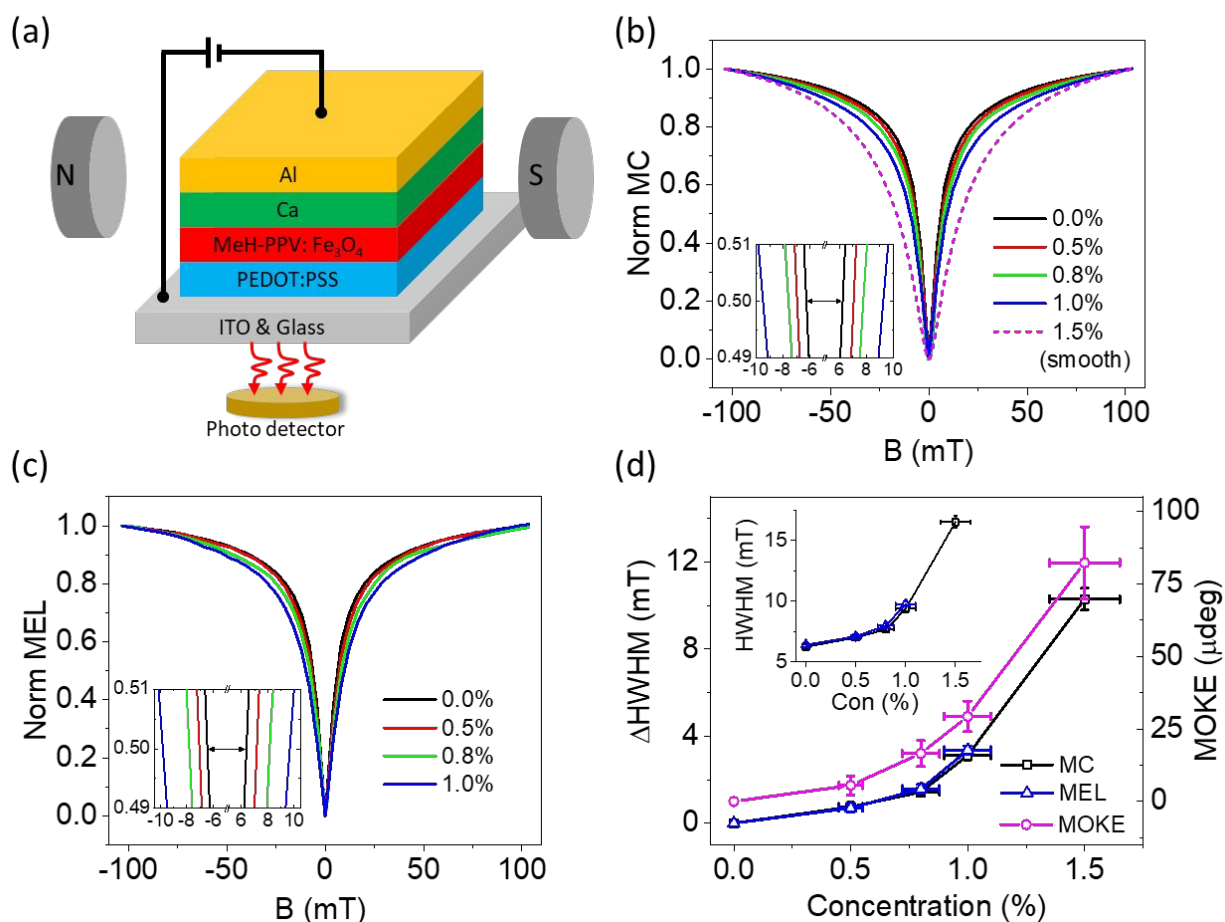 (a)
N
S
Al
Ca
MeH-PPV: Fe3O4
PEDOT:PSS
ITO & Glass
Photo detector
(b)
Norm MC
1.0
0.8
0.6
0.4
0.2
0.0
-100 -50 0 50 100
B (mT)
0.0%
0.5%
0.8%
1.0%
1.5%
(smooth)
0.51
0.50
0.49
-10 -8 -6 6 8 10
(c)
Norm MEL
1.0
0.8
0.6
0.4
0.2
0.0
-100 -50 0 50 100
B (mT)
0.0%
0.5%
0.8%
1.0%
0.51
0.50
0.49
-10 -8 -6 6 8 10
(d)
ΔHWHM (mT)
12
8
4
0
0.0 0.5 1.0 1.5
Concentration (%)
MOKE (μdeg)
100
75
50
25
0
MC
MEL
MOKE
HWHM (mT)
15
10
5
0.0 0.5 1.0 1.5
Con (%)